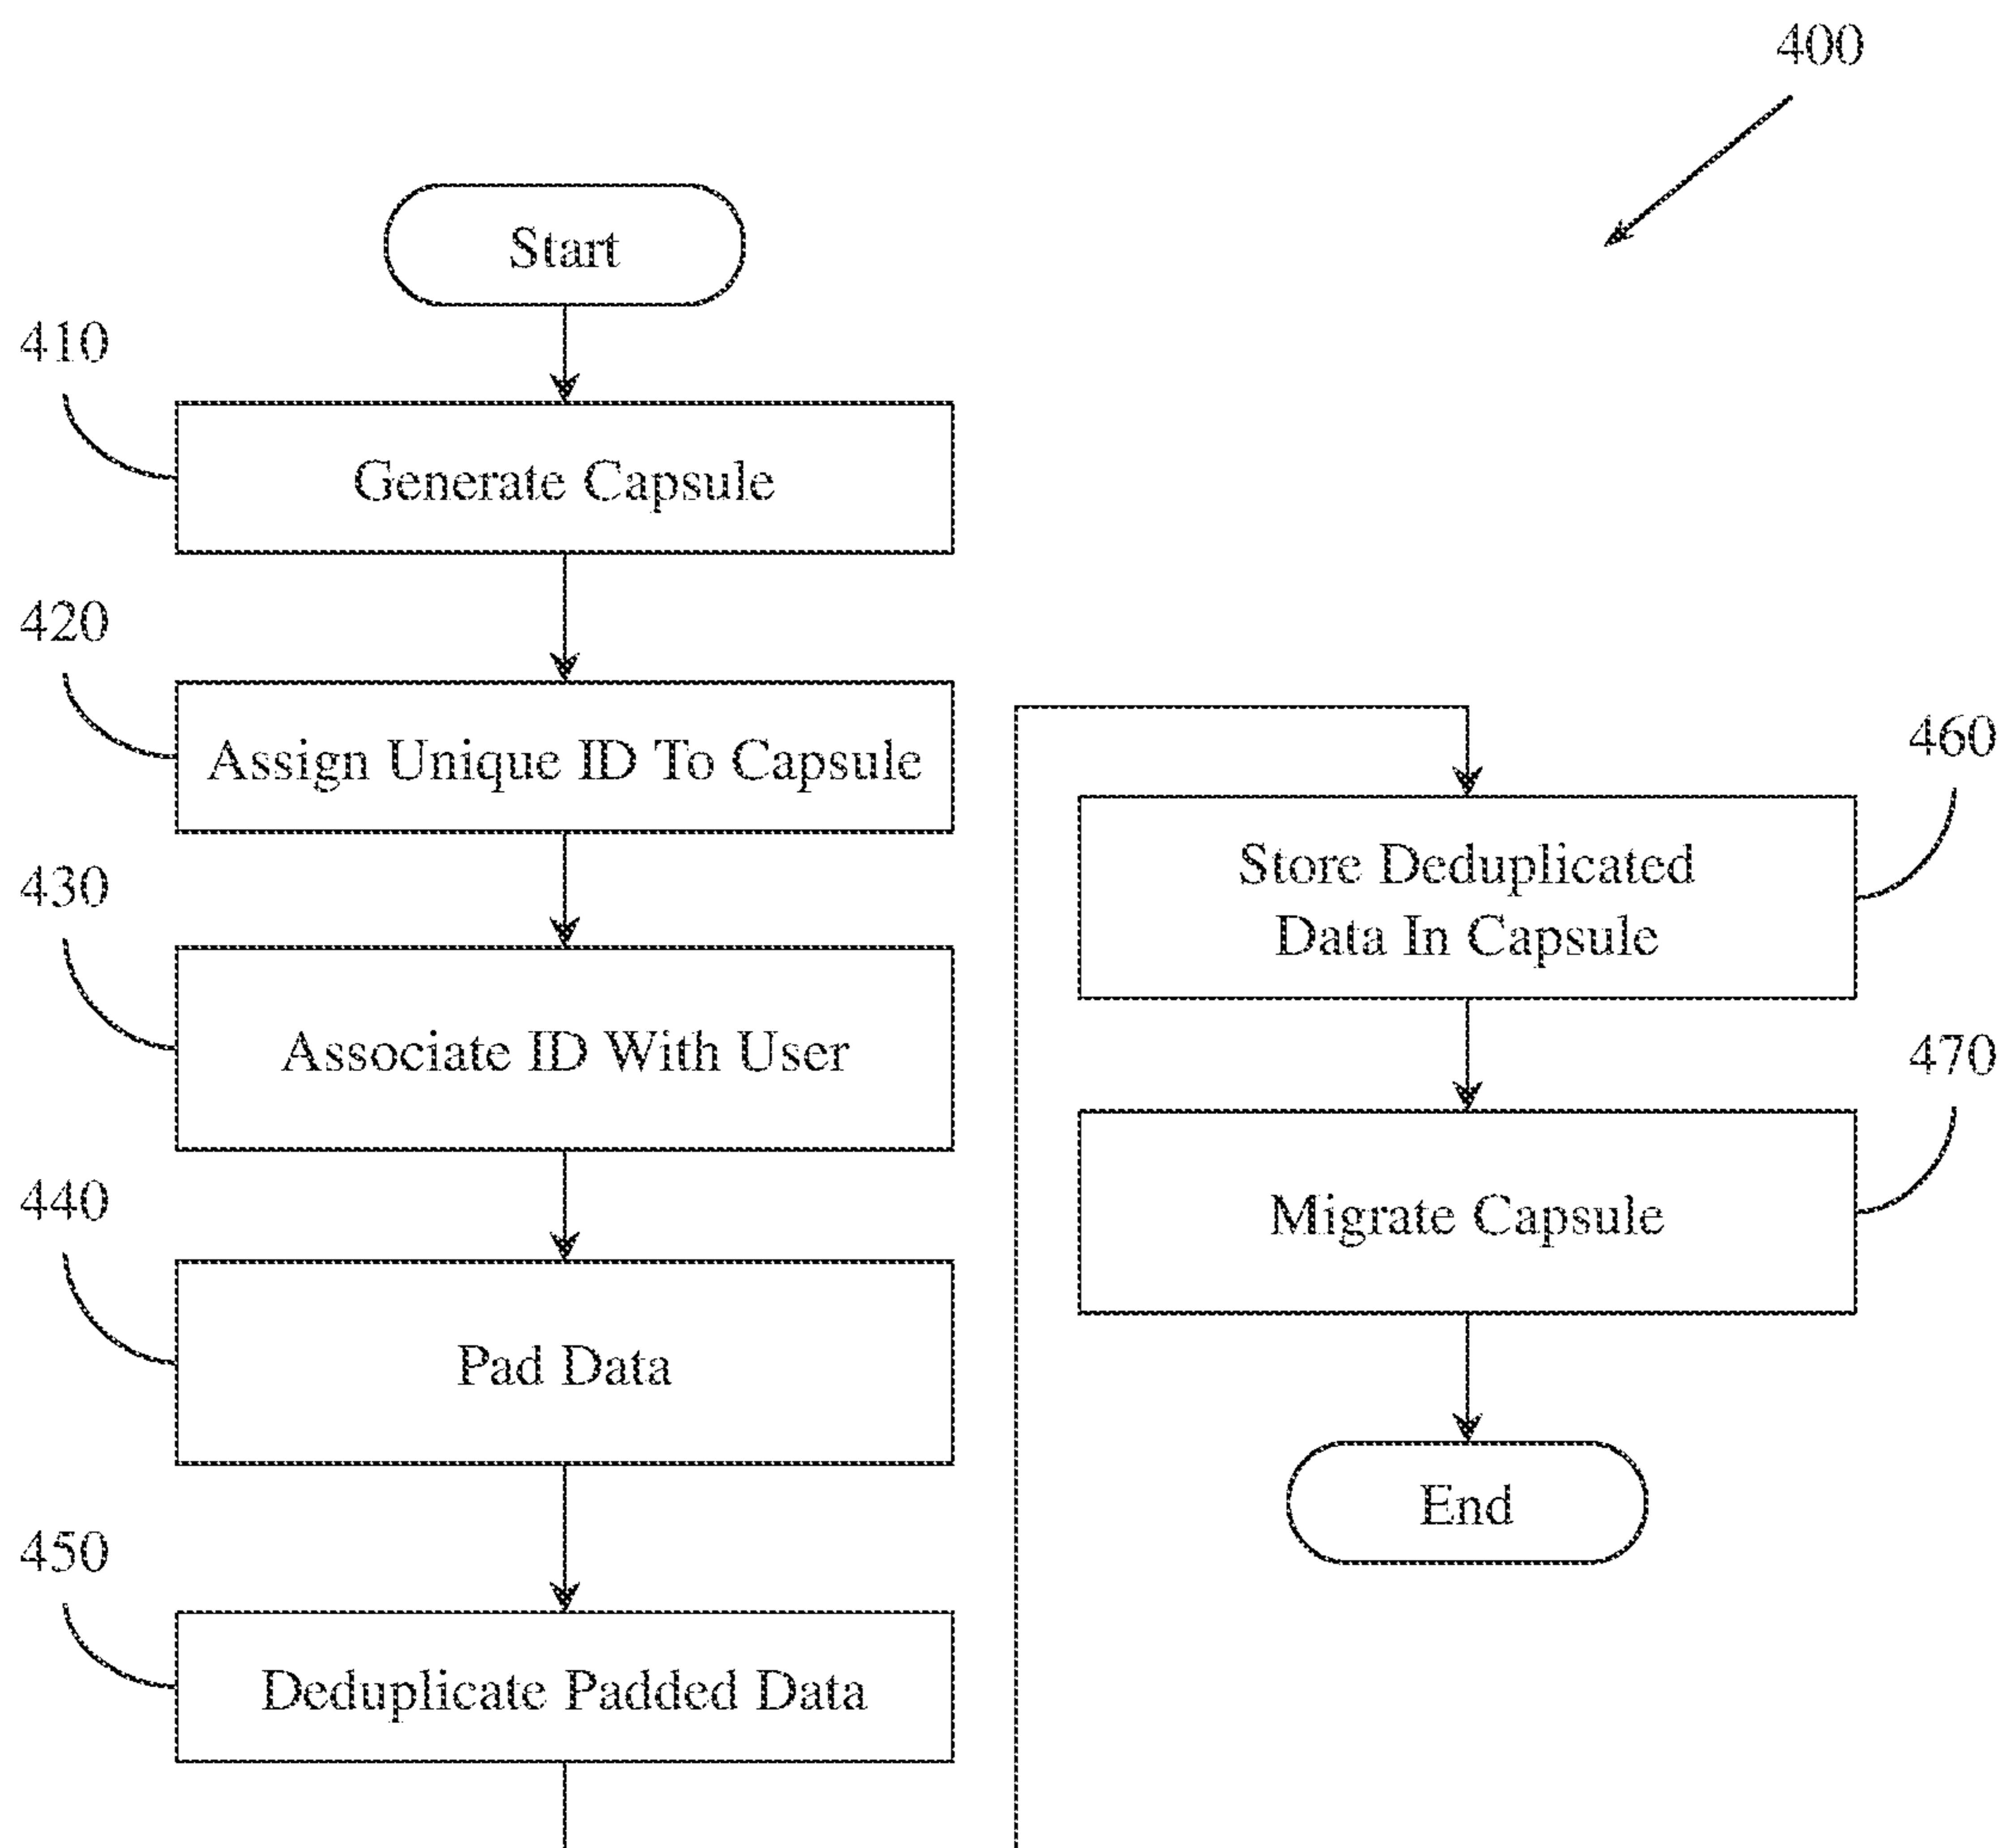 400
Start
410
Generate Capsule
420
Assign Unique ID To Capsule
430
Associate ID With User
440
Pad Data
450
Deduplicate Padded Data
460
Store Deduplicated
Data In Capsule
470
Migrate Capsule
End